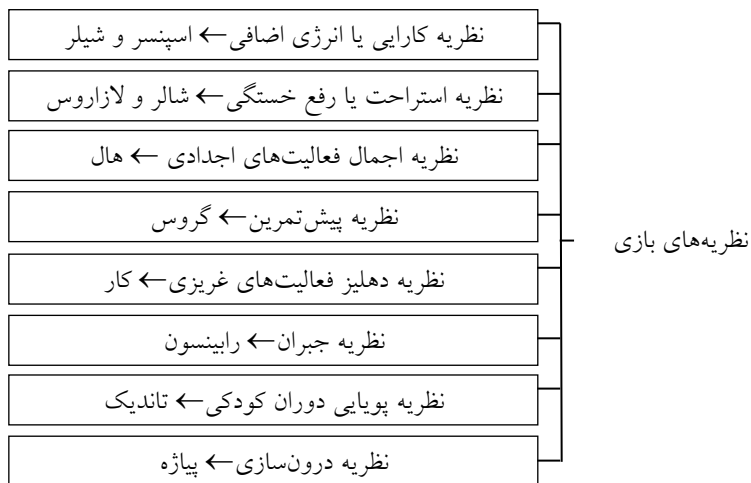 نظریه کارایی یا انرژی اضافی← اسپنسر و شیلر
نظریه استراحت یا رفع خستگی← شالر و لازاروس
نظریه اجمال فعالیت‌های اجدادی ← هال
نظریه پیش‌تمرین← گروس
نظریه‌های بازی
نظریه دهلیز فعالیت‌های غریزی← کار
نظریه جبران← رابینسون
نظریه پویایی دوران کودکی← تاندیک
نظریه درون‌سازی← پیاژه